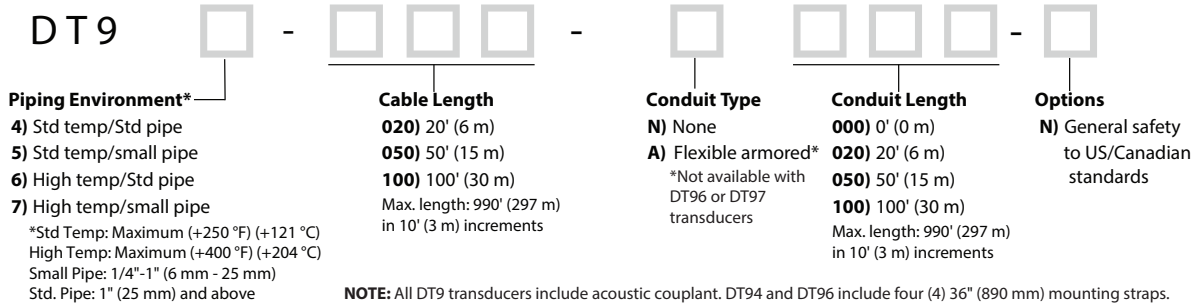 DT9 - - -
Piping Environment*
4) Std temp/Std pipe
5) Std temp/small pipe
6) High temp/Std pipe
7) High temp/small pipe
*Std Temp: Maximum (+250 °F) (+121 °C)
High Temp: Maximum (+400 °F) (+204 °C)
Small Pipe: 1/4"-1" (6 mm - 25 mm)
Std. Pipe: 1" (25 mm) and above
Cable Length
020) 20' (6 m)
050) 50' (15 m)
100) 100' (30 m)
Max. length: 990' (297 m)
in 10' (3 m) increments
Conduit Type
N) None
A) Flexible armored*
*Not available with
DT96 or DT97
transducers
Conduit Length
000) 0' (0 m)
020) 20' (6 m)
050) 50' (15 m)
100) 100' (30 m)
Max. length: 990' (297 m)
in 10' (3 m) increments
Options
N) General safety
to US/Canadian
standards
NOTE: All DT9 transducers include acoustic couplant. DT94 and DT96 include four (4) 36" (890 mm) mounting straps.